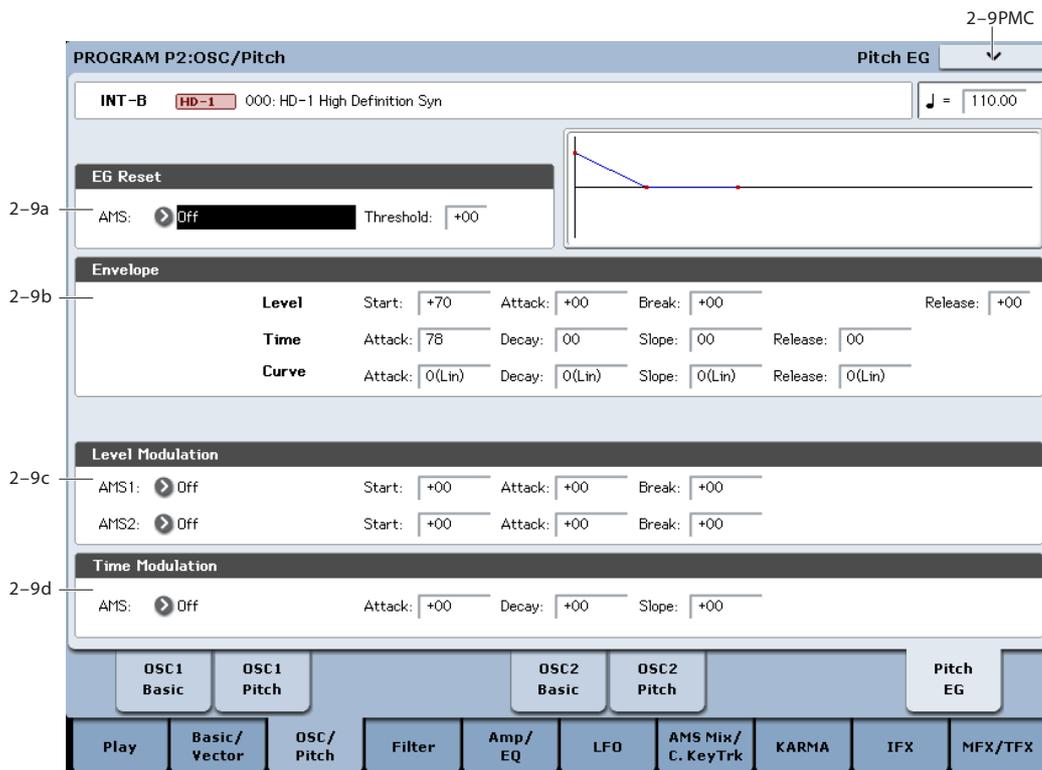 2–9PMC
PROGRAM P2:OSC/Pitch Pitch EG
INT-B HD-1 000: HD-1 High Definition Syn ♩ = 110.00
EG Reset
2–9a AMS: Off Threshold: +00
Envelope
2–9b Level Start: +70 Attack: +00 Break: +00 Release: +00
Time Attack: 78 Decay: 00 Slope: 00 Release: 00
Curve Attack: 0(Lin) Decay: 0(Lin) Slope: 0(Lin) Release: 0(Lin)
Level Modulation
2–9c AMS1: Off Start: +00 Attack: +00 Break: +00
AMS2: Off Start: +00 Attack: +00 Break: +00
Time Modulation
2–9d AMS: Off Attack: +00 Decay: +00 Slope: +00
OSC1 Basic OSC1 Pitch OSC2 Basic OSC2 Pitch Pitch EG
Play Basic/Vector OSC/Pitch Filter Amp/EQ LFO AMS Mix/C. KeyTrk KARMA IFX MFX/TFX